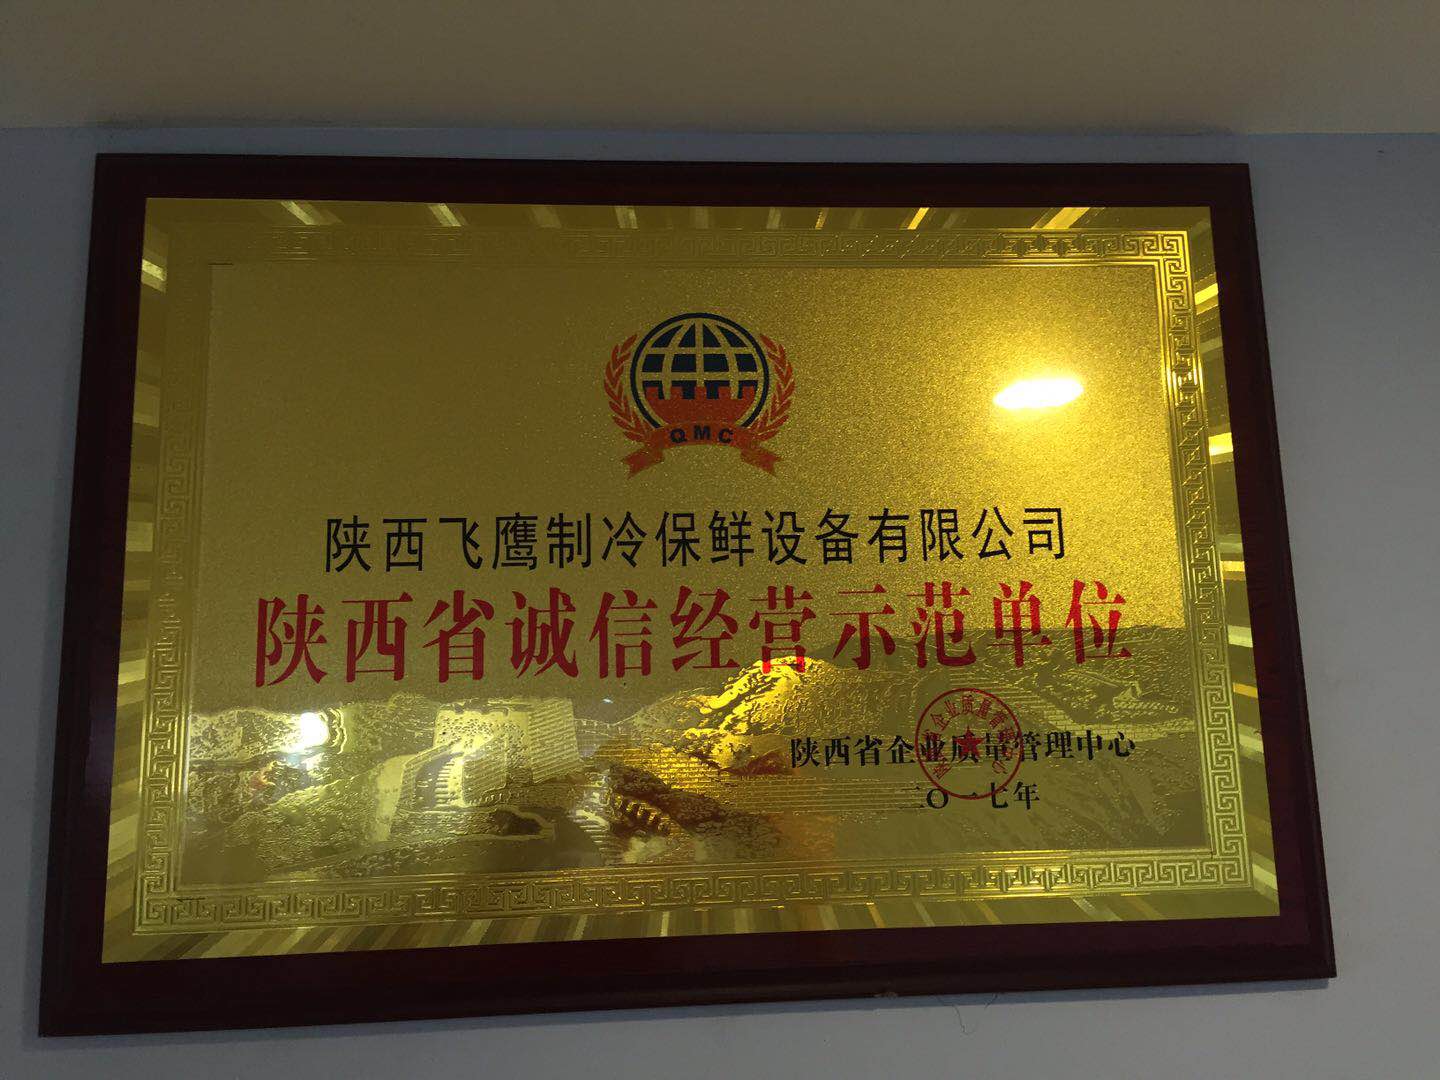 QMC
陕西飞鹰制冷保鲜设备有限公司
陕西省诚信经营示范单位
陕西省企业质量管理中心
二〇一七年